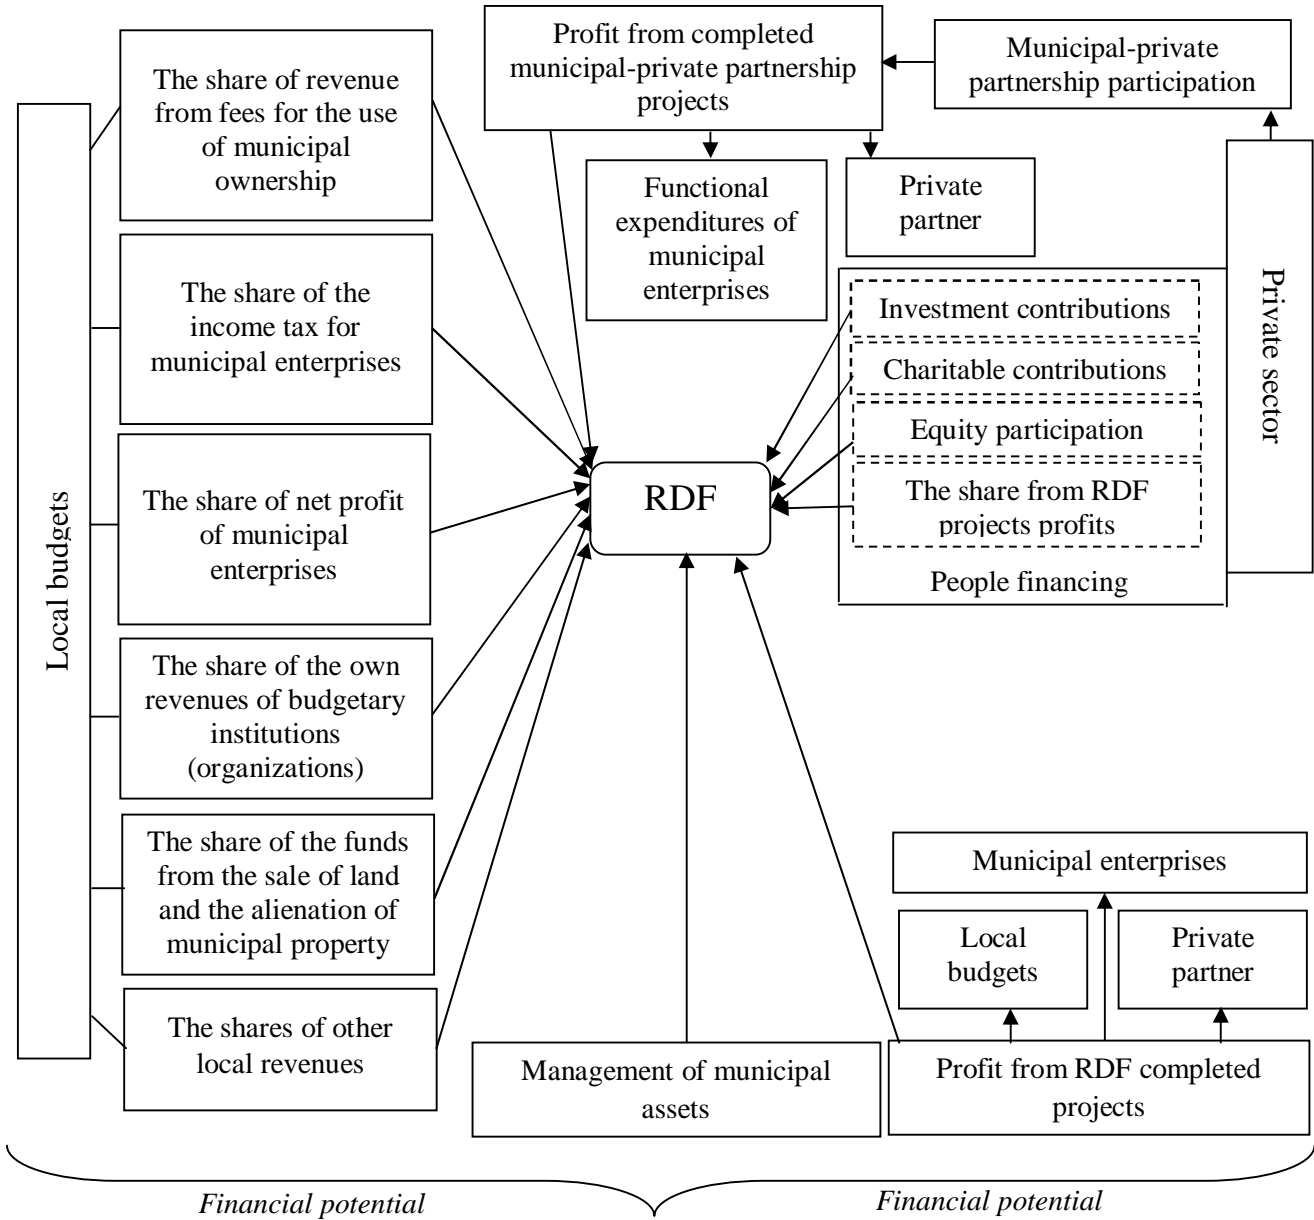 Local budgets
The share of revenue
from fees for the use
of municipal
ownership
The share of the
income tax for
municipal enterprises
The share of net profit
of municipal
enterprises
The share of the own
revenues of budgetary
institutions
(organizations)
The share of the funds
from the sale of land
and the alienation of
municipal property
The shares of other
local revenues
Profit from completed
municipal-private partnership
projects
Municipal-private
partnership participation
Functional
expenditures of
municipal
enterprises
Private
partner
Private sector
Investment contributions
Charitable contributions
Equity participation
The share from RDF
projects profits
People financing
RDF
Municipal enterprises
Local
budgets
Private
partner
Management of municipal
assets
Profit from RDF completed
projects
Financial potential
Financial potential